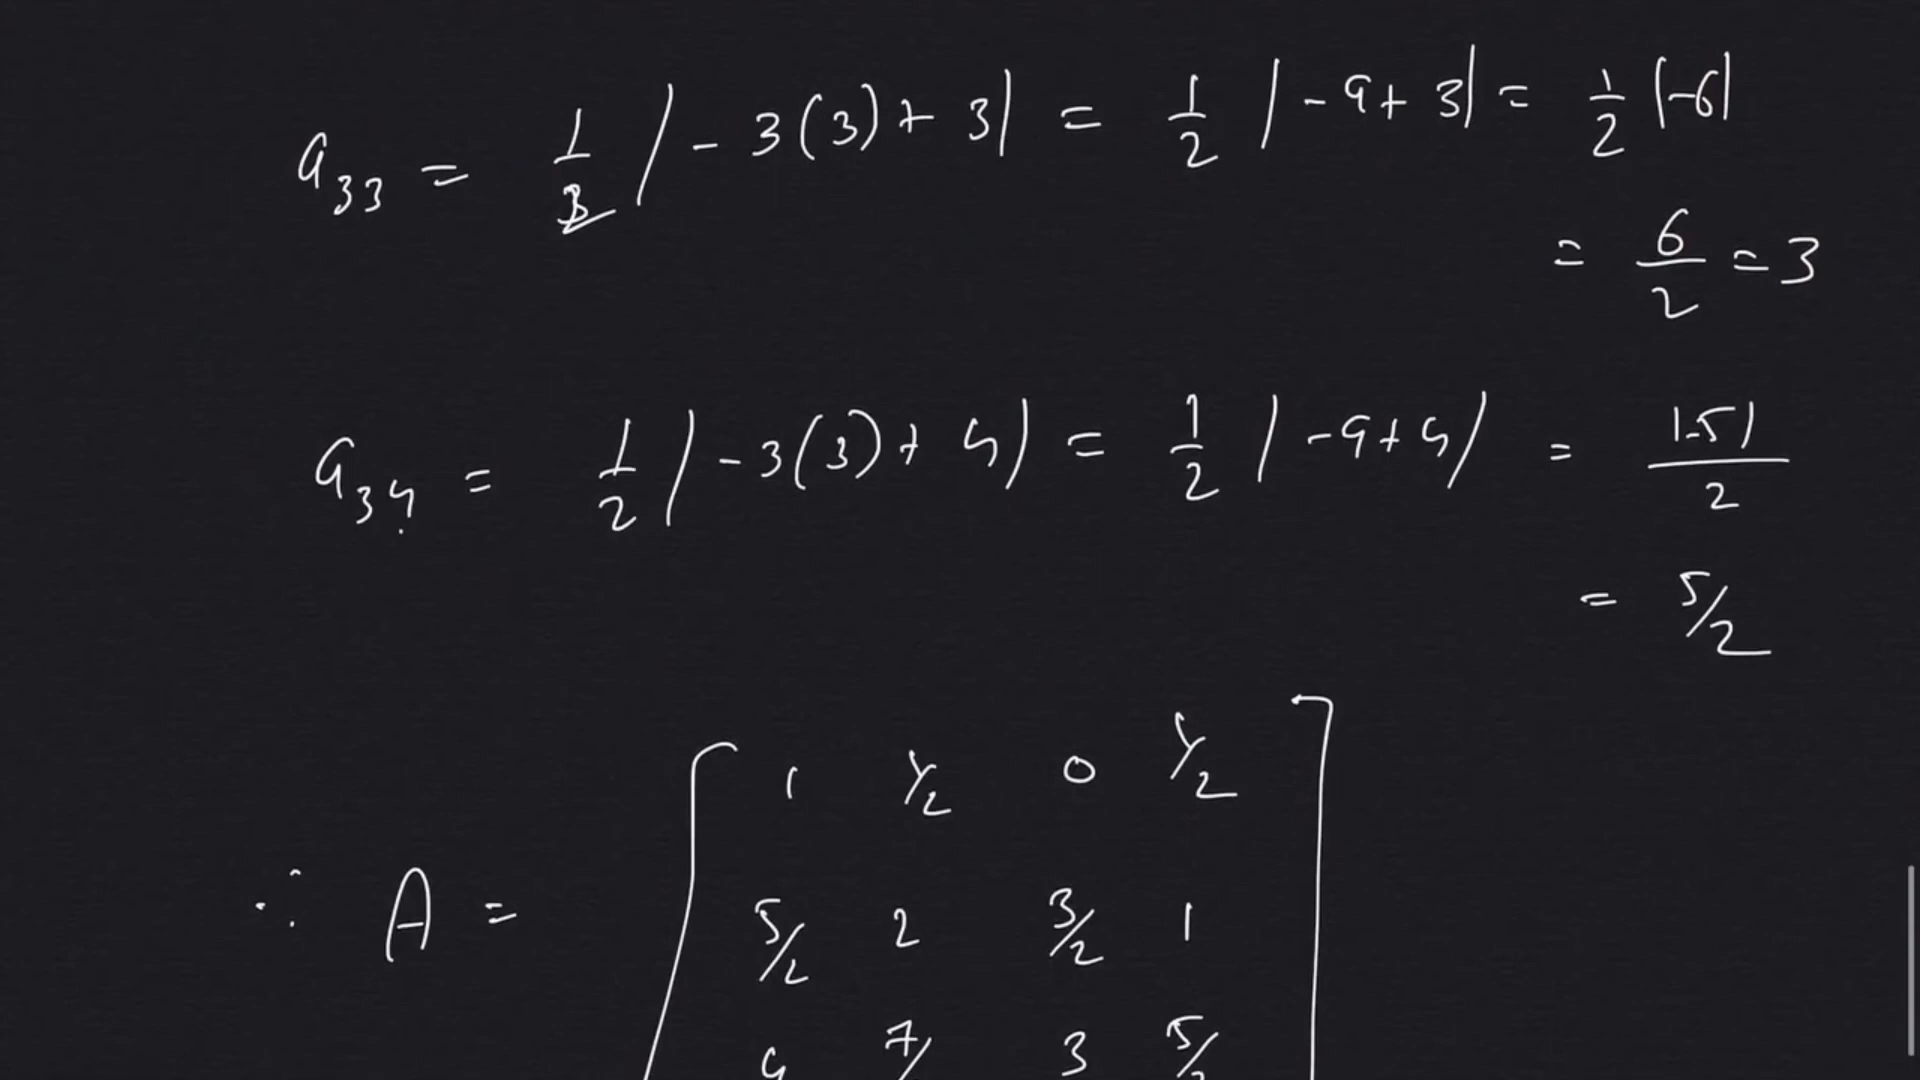 a₃₃ = 1/2 |-3(3)+3| = 1/2 |-9+3| = 1/2 |-6|
= 6/2 = 3
a₃₄ = 1/2 |-3(3)+4| = 1/2 |-9+4| = |-5|/2
= 5/2
∴ A = [ 1 1/2 0 1/2
5/2 2 3/2 1
4 7/ 3 5/2 ]